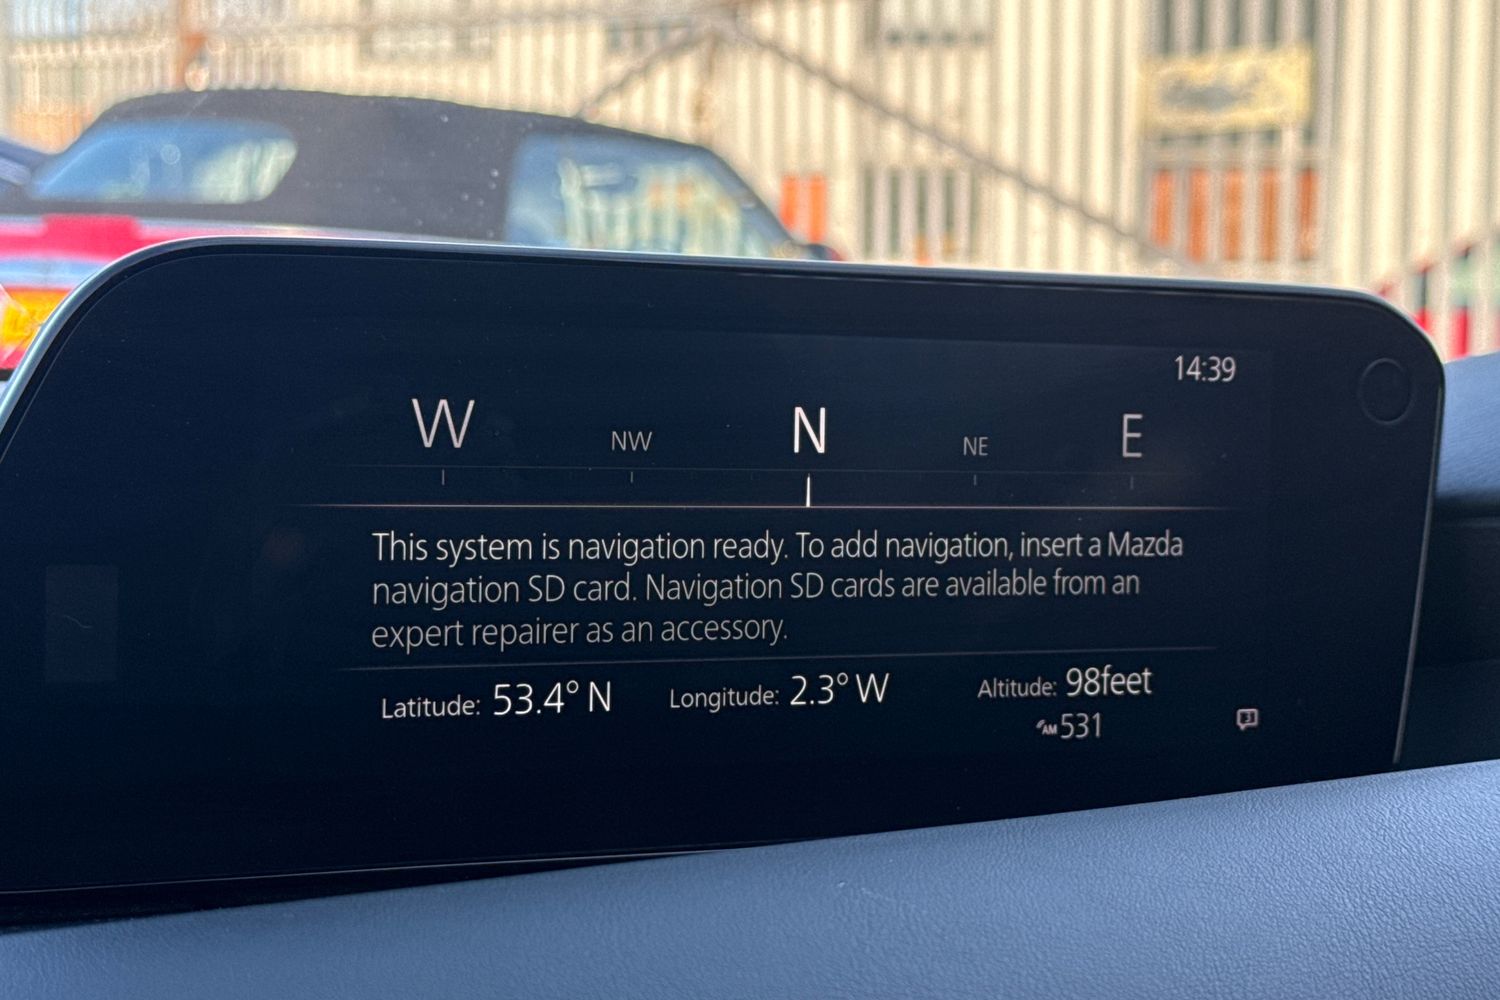 14:39
W NW N NE E
This system is navigation ready. To add navigation, insert a Mazda
navigation SD card. Navigation SD cards are available from an
expert repairer as an accessory.
Latitude: 53.4° N Longitude: 2.3° W Altitude: 98feet
AM 531 3